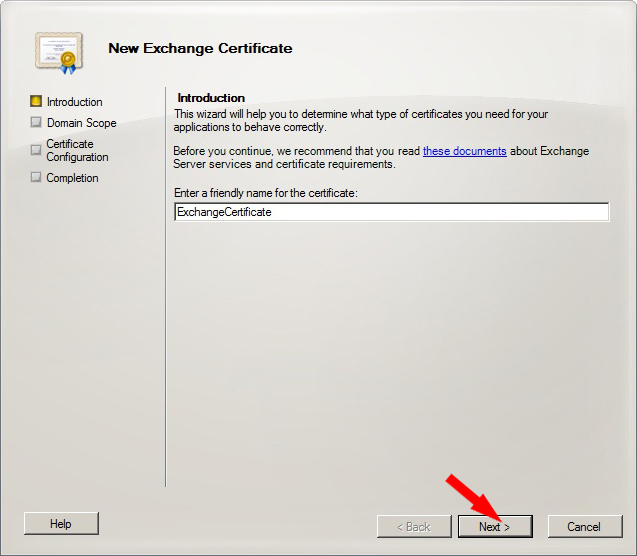 New Exchange Certificate
Introduction
Domain Scope
Certificate
Configuration
Completion
Introduction
This wizard will help you to determine what type of certificates you need for your
applications to behave correctly.
Before you continue, we recommend that you read these documents about Exchange
Server services and certificate requirements.
Enter a friendly name for the certificate:
ExchangeCertificate
Help
< Back
Next >
Cancel